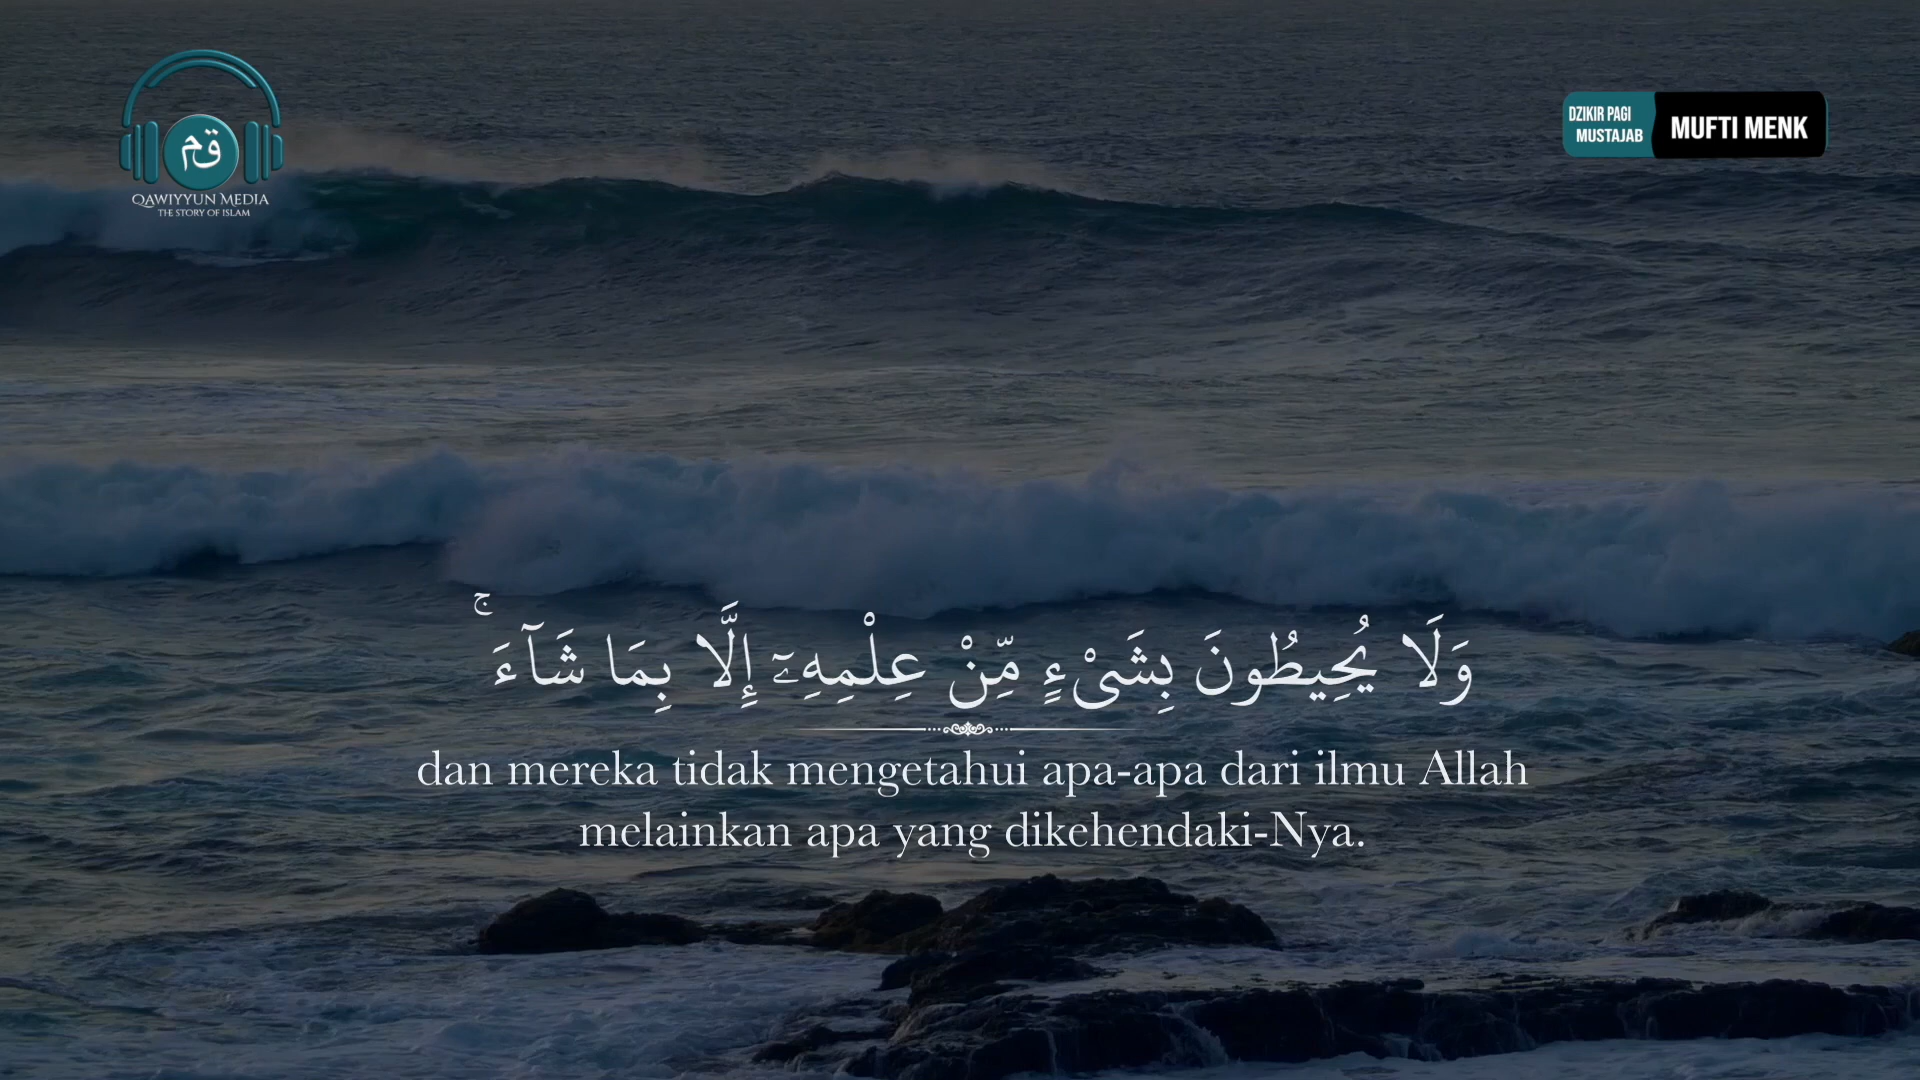 قم
QAWIYYUN MEDIA
THE STORY OF ISLAM
DZIKIR PAGI
MUSTAJAB
MUFTI MENK
وَلَا يُحِيطُونَ بِشَىْءٍ مِّنْ عِلْمِهِۦٓ إِلَّا بِمَا شَآءَ ۚ
dan mereka tidak mengetahui apa-apa dari ilmu Allah
melainkan apa yang dikehendaki-Nya.